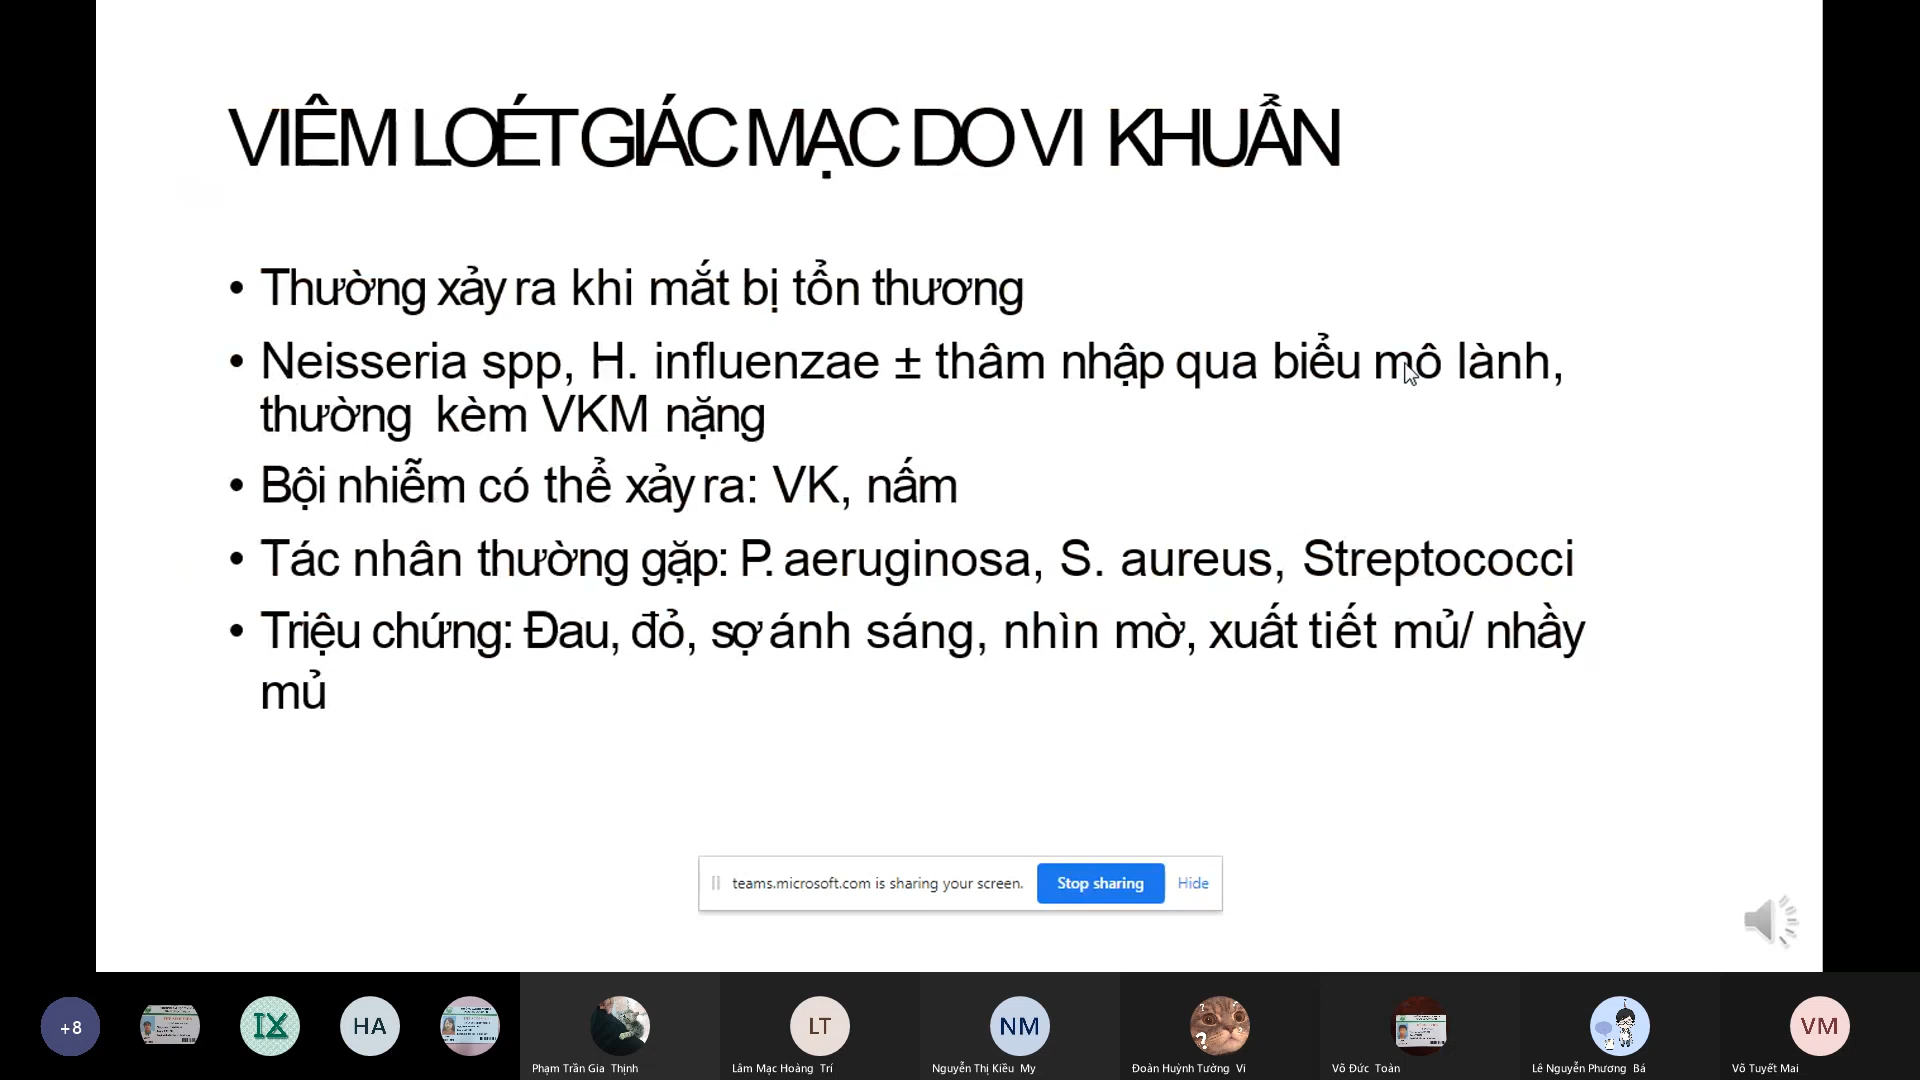 VIÊM LOÉT GIÁC MẠC DO VI KHUẨN
• Thường xảy ra khi mắt bị tổn thương
• Neisseria spp, H. influenzae ± thâm nhập qua biểu mô lành,
thường kèm VKM nặng
• Bội nhiễm có thể xảy ra: VK, nấm
• Tác nhân thường gặp: P. aeruginosa, S. aureus, Streptococci
• Triệu chứng: Đau, đỏ, sợ ánh sáng, nhìn mờ, xuất tiết mủ/ nhầy
mủ
teams.microsoft.com is sharing your screen. Stop sharing Hide
+8 IX HA LT NM VM
Phạm Trần Gia Thịnh Lâm Mạc Hoàng Trí Nguyễn Thị Kiều My Đoàn Huỳnh Tường Vi Võ Đức Toàn Lê Nguyễn Phương Bá Võ Tuyết Mai